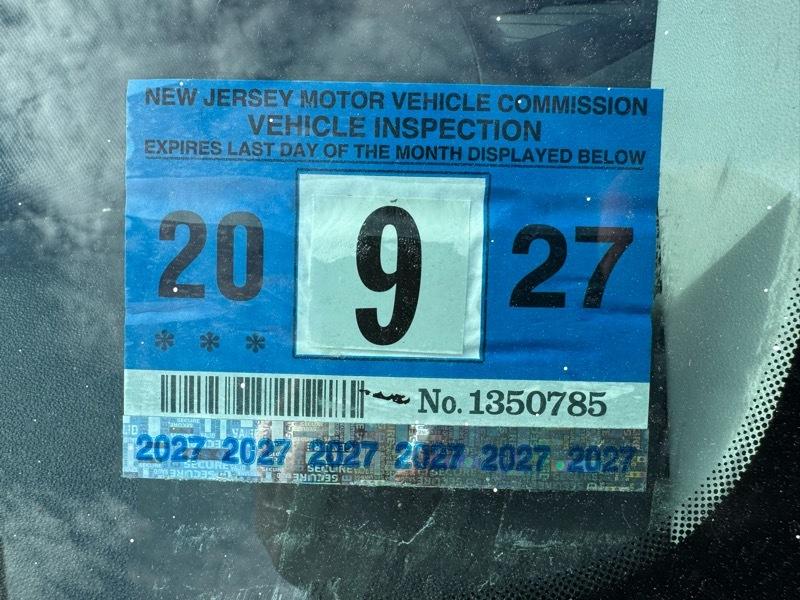 NEW JERSEY MOTOR VEHICLE COMMISSION
VEHICLE INSPECTION
EXPIRES LAST DAY OF THE MONTH DISPLAYED BELOW
20 9 27
* * *
No. 1350785
2027 2027 2027 2027 2027 2027